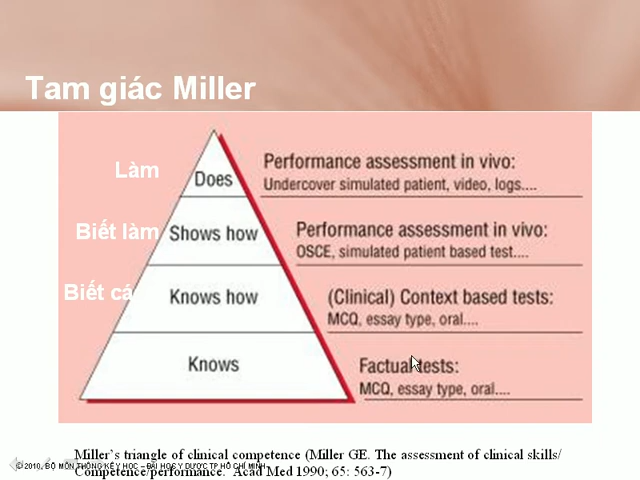 Tam giác Miller
Làm
Does
Performance assessment in vivo:
Undercover simulated patient, video, logs....
Biết làm
Shows how
Performance assessment in vivo:
OSCE, simulated patient based test....
Biết
Knows how
(Clinical) Context based tests:
MCQ, essay type, oral....
Knows
Factual tests:
MCQ, essay type, oral....
Miller's triangle of clinical competence (Miller GE. The assessment of clinical skills/
Competence/performance. Acad Med 1990; 65: 563-7)
© 2010, BỘ MÔN THỐNG KÊ Y HỌC – ĐẠI HỌC Y DƯỢC TP HỒ CHÍ MINH